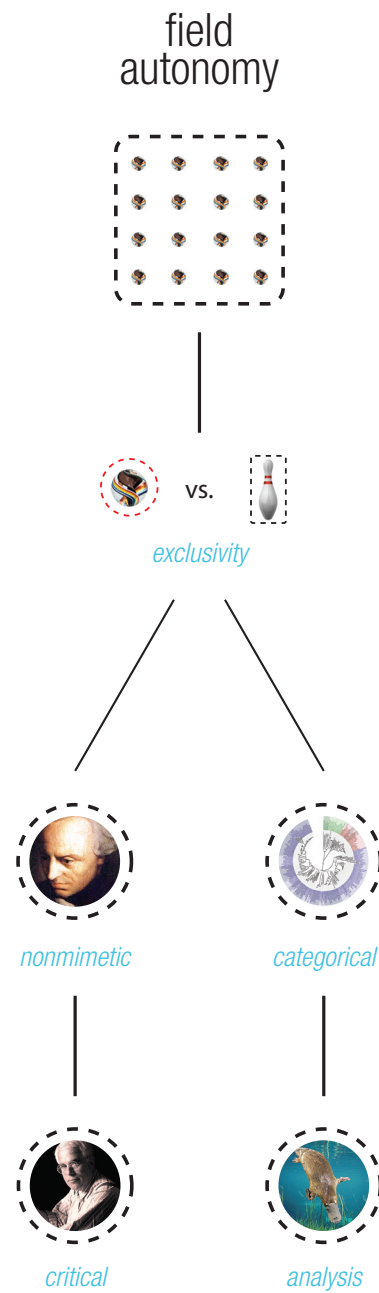 field
autonomy
vs.
exclusivity
nonmimetic
categorical
critical
analysis